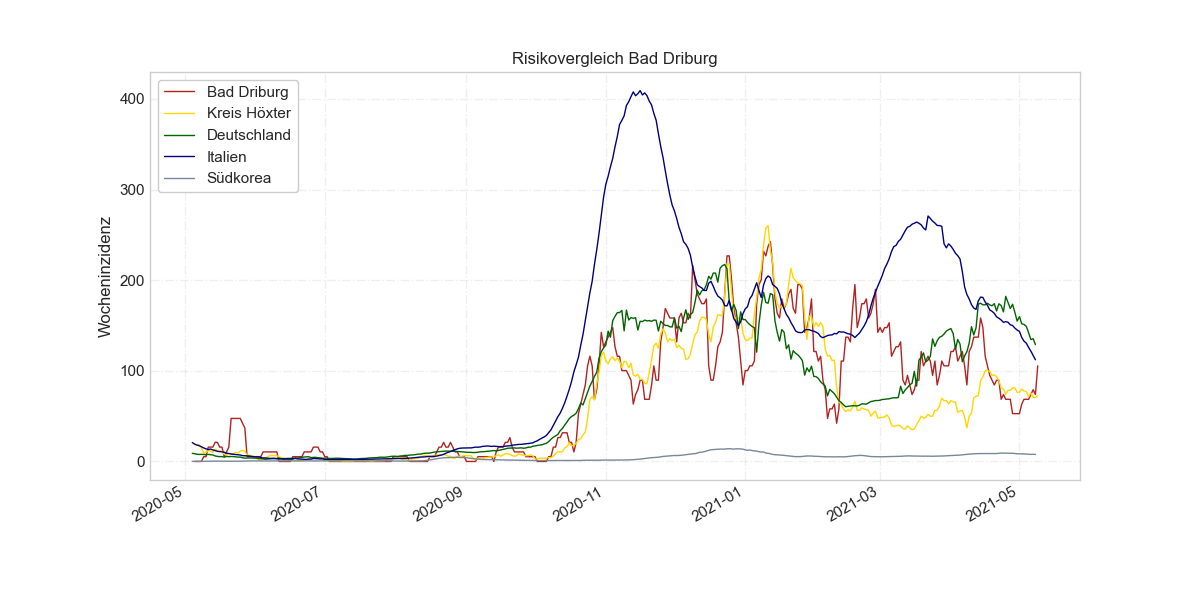 Risikovergleich Bad Driburg
Bad Driburg
Kreis Höxter
Deutschland
Italien
Südkorea
Wocheninzidenz
400
300
200
100
0
2020-05
2020-07
2020-09
2020-11
2021-01
2021-03
2021-05